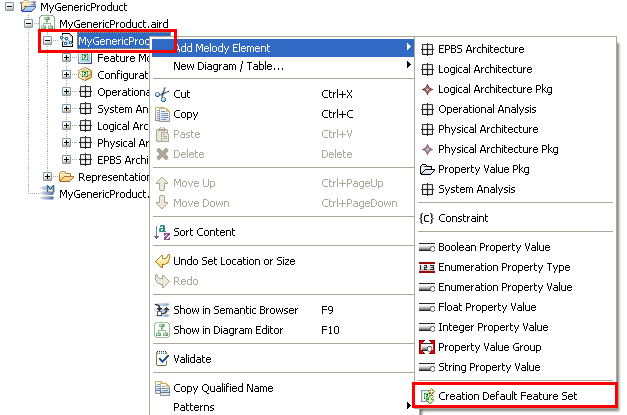 MyGenericProduct
MyGenericProduct.aird
MyGenericProd
Feature Mo
Configurat
Operationa
System Ana
Logical Arch
Physical Ar
EPBS Archi
Representation
MyGenericProduct.
Add Melody Element
New Diagram / Table...
Cut Ctrl+X
Copy Ctrl+C
Paste Ctrl+V
Delete Delete
Move Up Ctrl+PageUp
Move Down Ctrl+PageDown
Sort Content
Undo Set Location or Size
Redo
Show in Semantic Browser F9
Show in Diagram Editor F10
Validate
Copy Qualified Name
Patterns
EPBS Architecture
Logical Architecture
Logical Architecture Pkg
Operational Analysis
Physical Architecture
Physical Architecture Pkg
Property Value Pkg
System Analysis
{C} Constraint
Boolean Property Value
123 Enumeration Property Type
Enumeration Property Value
Float Property Value
Integer Property Value
Property Value Group
String Property Value
Creation Default Feature Set